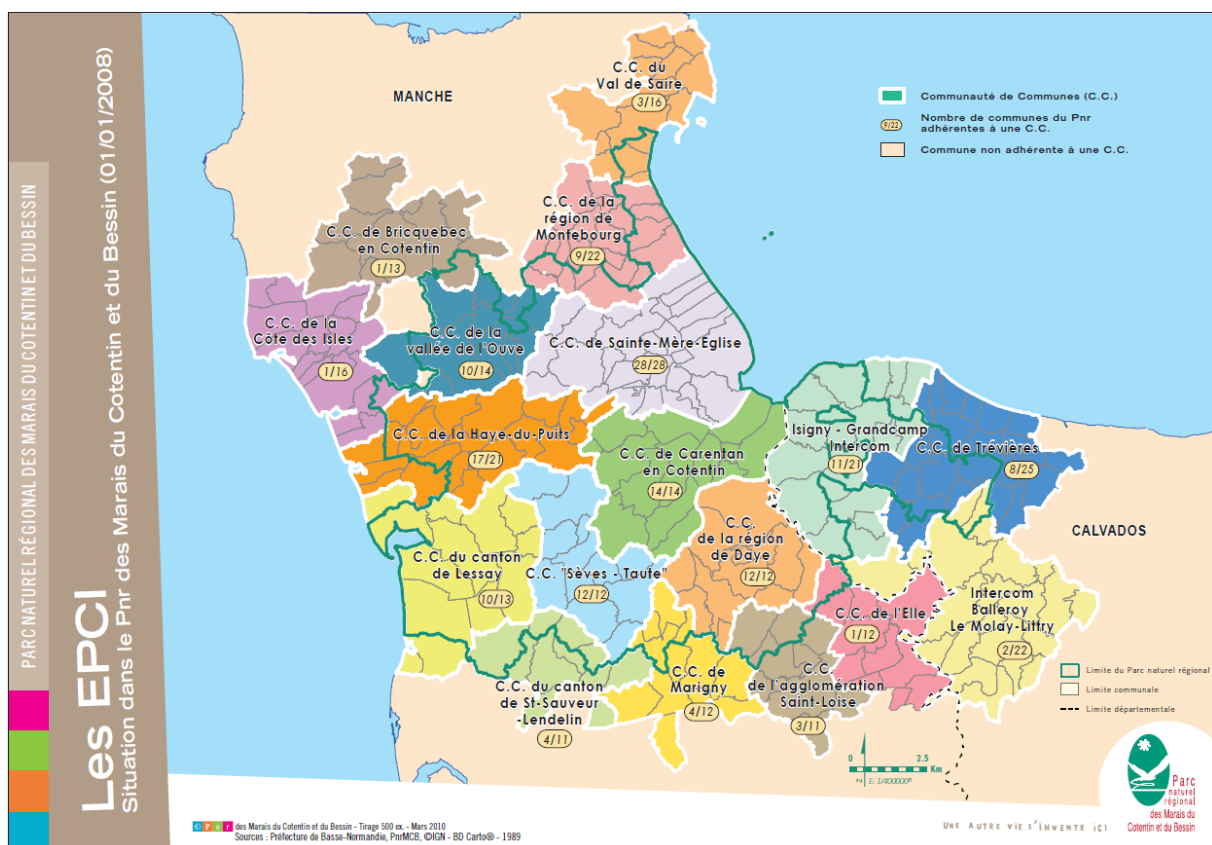 PARC NATUREL RÉGIONAL DES MARAIS DU COTENTIN ET DU BESSIN
Les EPCI
Situation dans le Pnr des Marais du Cotentin et du Bessin (01/01/2008)
MANCHE
C.C. du
Val de Saire
3/16
Communauté de Communes (C.C.)
9/22
Nombre de communes du Pnr
adhérentes à une C.C.
Commune non adhérente à une C.C.
C.C. de la
région de
Montebourg
9/22
C.C. de Bricquebec
en Cotentin
1/13
C.C. de la
Côte des Isles
1/16
C.C. de la
vallée de l'Ouve
10/14
C.C. de Sainte-Mère-Église
28/28
C.C. de la Haye-du-Puits
17/21
C.C. de Carentan
en Cotentin
14/14
Isigny - Grandcamp
Intercom
11/21
C.C. de Trévières
8/25
CALVADOS
C.C. de la région
de Daye
12/12
C.C. du canton
de Lessay
10/13
C.C. "Sèves - Taute"
12/12
C.C. de l'Elle
1/12
Intercom
Balleroy
Le Molay-Littry
2/22
C.C. du canton
de St-Sauveur
-Lendelin
4/11
C.C. de
Marigny
4/12
C.C.
de l'agglomération
Saint-Loise
3/11
Limite du Parc naturel régional
Limite communale
Limite départementale
0 2.5
Km
N E: 1/400000e
Parc
naturel
régional
des Marais du
Cotentin et du Bessin
UNE AUTRE VIE S'INVENTE ICI
© P n r des Marais du Cotentin et du Bessin - Tirage 500 ex. - Mars 2010
Sources : Préfecture de Basse-Normandie, PnrMCB, ©IGN - BD Carto® - 1989